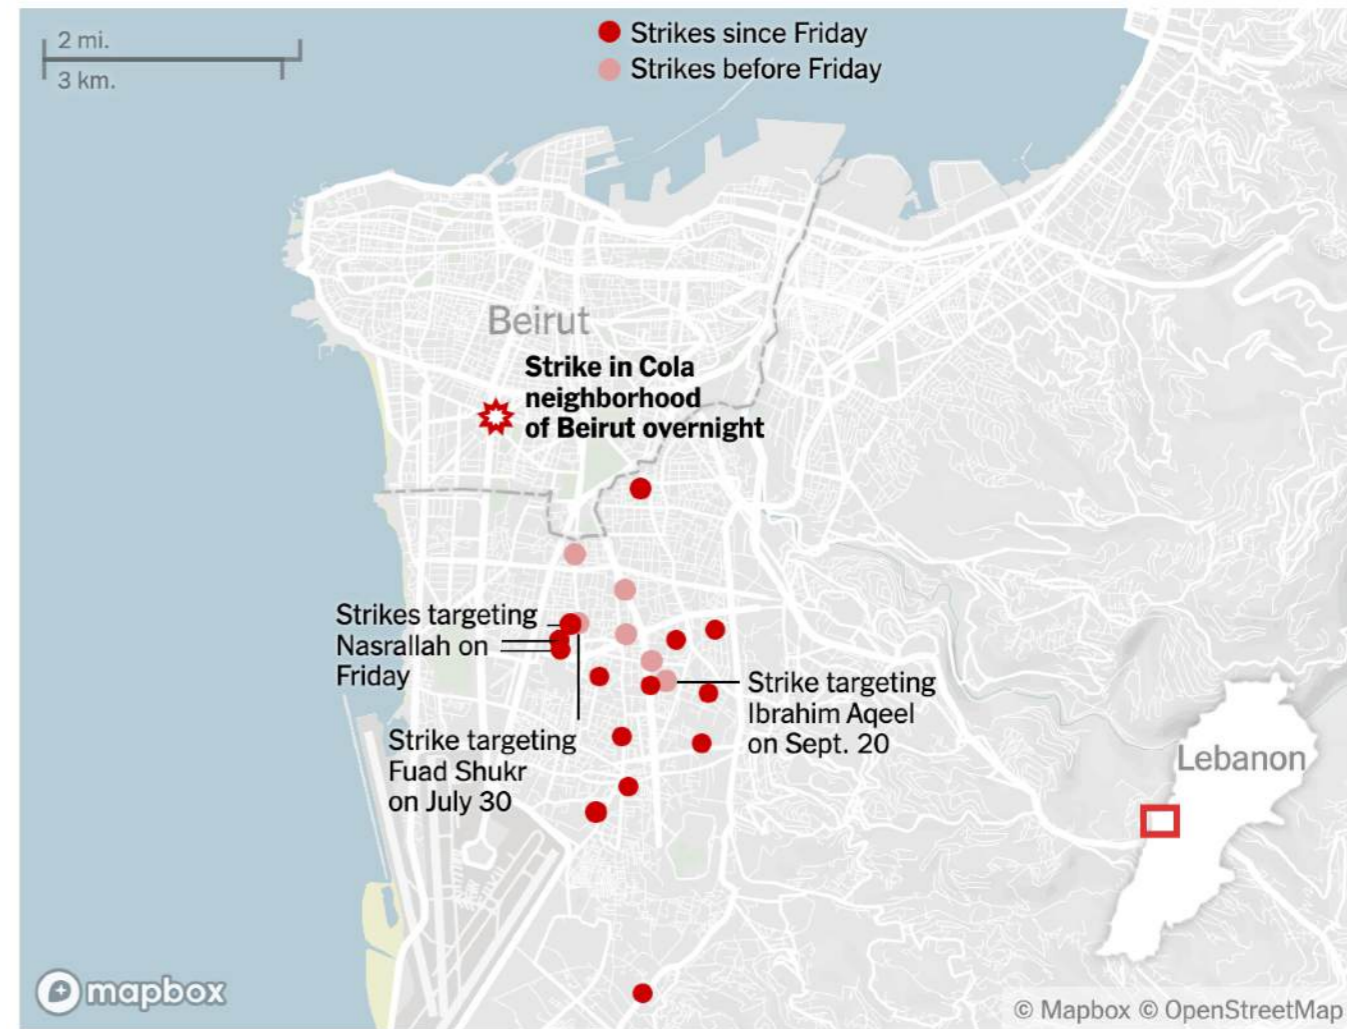 2 mi.
3 km.
Strikes since Friday
Strikes before Friday
Beirut
Strike in Cola
neighborhood
of Beirut overnight
Strikes targeting
Nasrallah on
Friday
Strike targeting
Fuad Shukr
on July 30
Strike targeting
Ibrahim Aqeel
on Sept. 20
Lebanon
mapbox
© Mapbox © OpenStreetMap